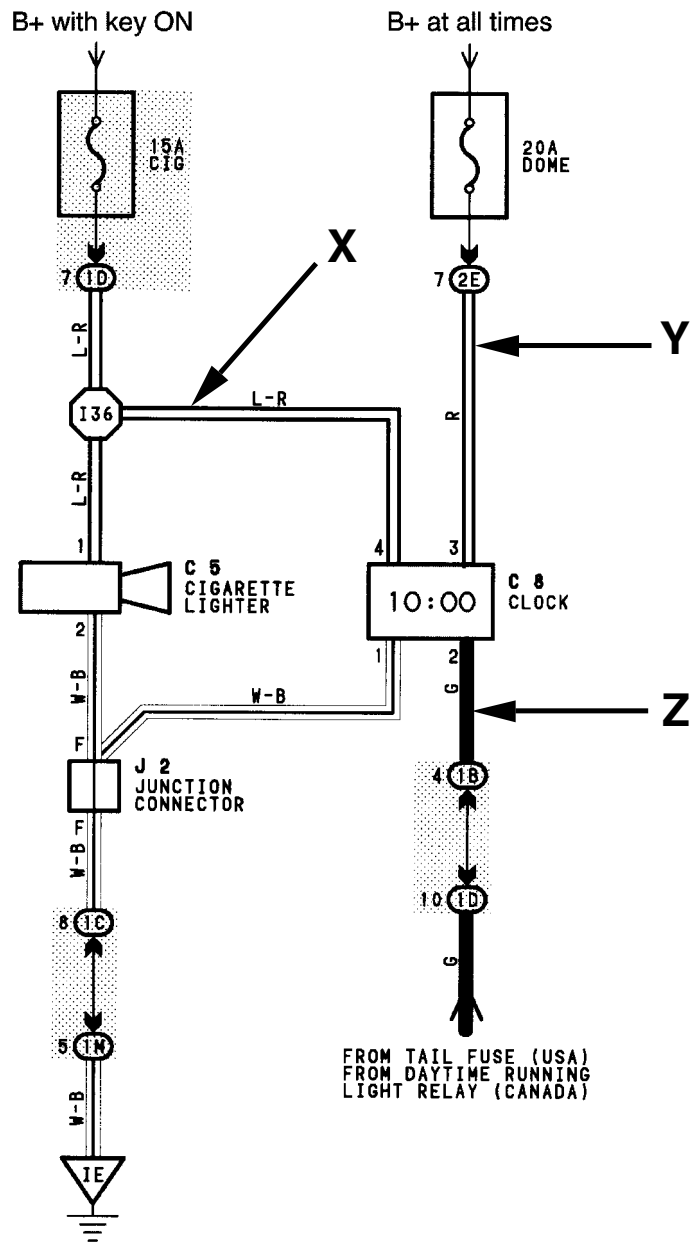 B+ with key ON
B+ at all times
15A
CIG
20A
DOME
X
7 1D
7 2E
Y
L-R
L-R
R
I36
L-R
1
4
3
C 5
CIGARETTE
LIGHTER
10:00
C 8
CLOCK
2
1
2
W-B
W-B
G
Z
F
J 2
JUNCTION
CONNECTOR
4 1B
F
W-B
10 1D
8 1C
G
5 1M
FROM TAIL FUSE (USA)
FROM DAYTIME RUNNING
LIGHT RELAY (CANADA)
W-B
IE